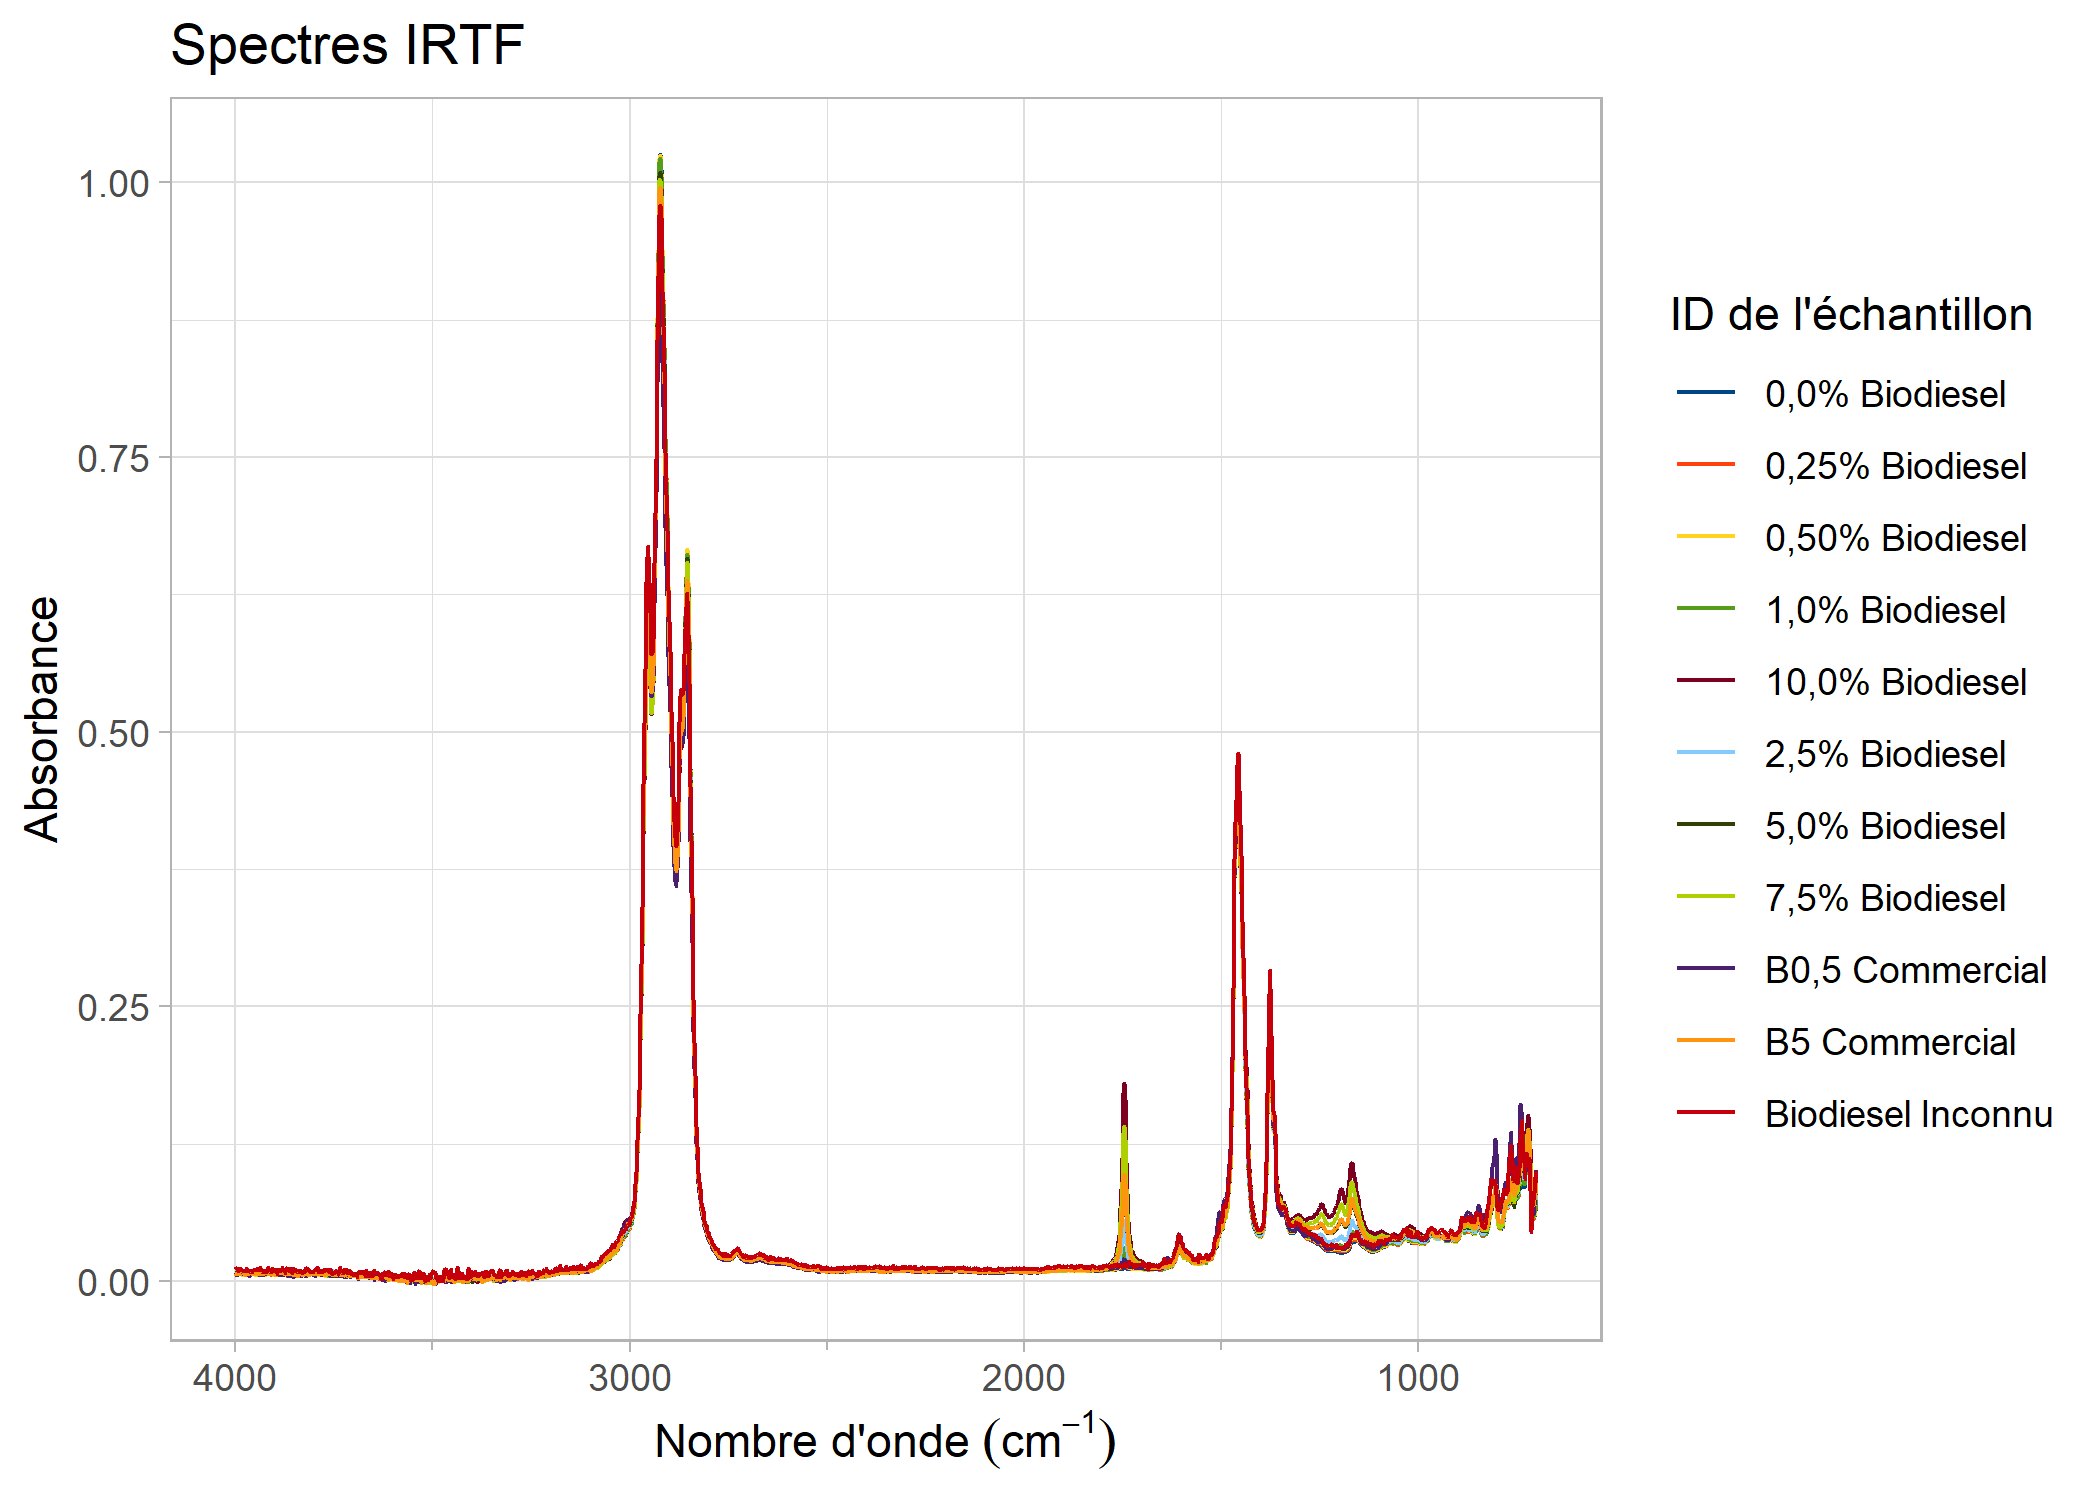 Spectres IRTF
1.00
0.75
0.50
0.25
0.00
Absorbance
4000
3000
2000
1000
Nombre d'onde (cm⁻¹)
ID de l'échantillon
0,0% Biodiesel
0,25% Biodiesel
0,50% Biodiesel
1,0% Biodiesel
10,0% Biodiesel
2,5% Biodiesel
5,0% Biodiesel
7,5% Biodiesel
B0,5 Commercial
B5 Commercial
Biodiesel Inconnu